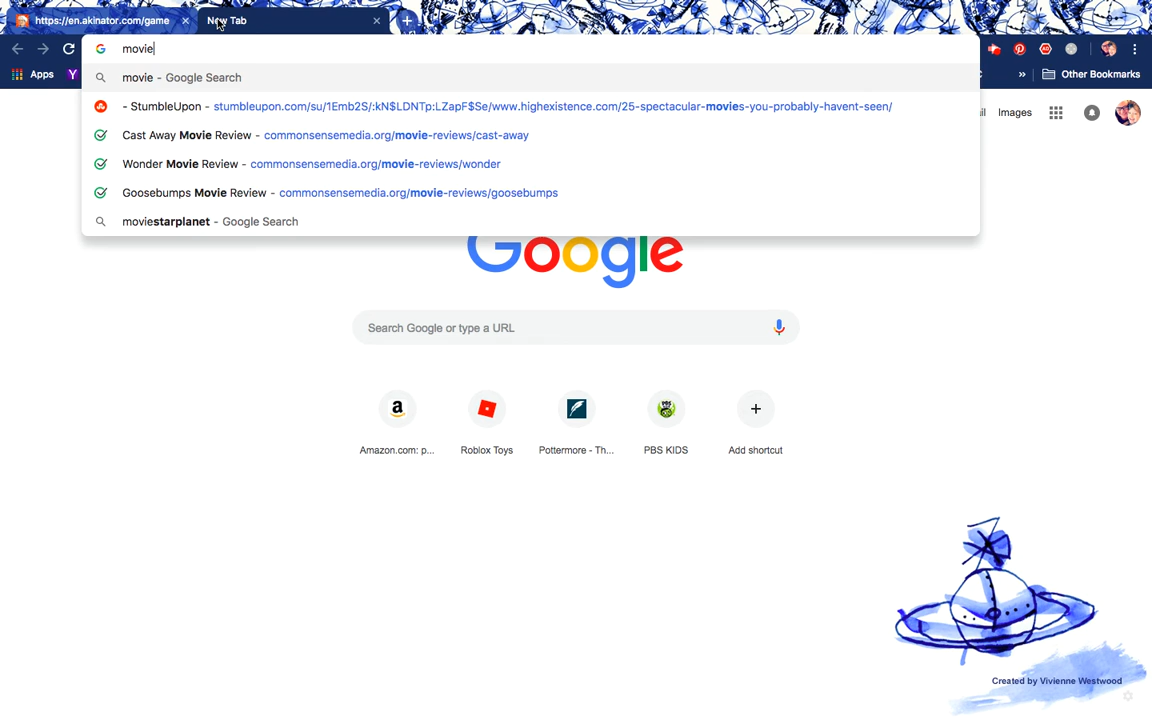 https://en.akinator.com/game
New Tab
movie
Apps
Other Bookmarks
movie - Google Search
- StumbleUpon - stumbleupon.com/su/1Emb2S/:kN$LDNTp:LZapF$Se/www.highexistence.com/25-spectacular-movies-you-probably-havent-seen/
Cast Away Movie Review - commonsensemedia.org/movie-reviews/cast-away
Images
Wonder Movie Review - commonsensemedia.org/movie-reviews/wonder
Goosebumps Movie Review - commonsensemedia.org/movie-reviews/goosebumps
moviestarplanet - Google Search
Google
Search Google or type a URL
Amazon.com: p...
Roblox Toys
Pottermore - Th...
PBS KIDS
Add shortcut
Created by Vivienne Westwood